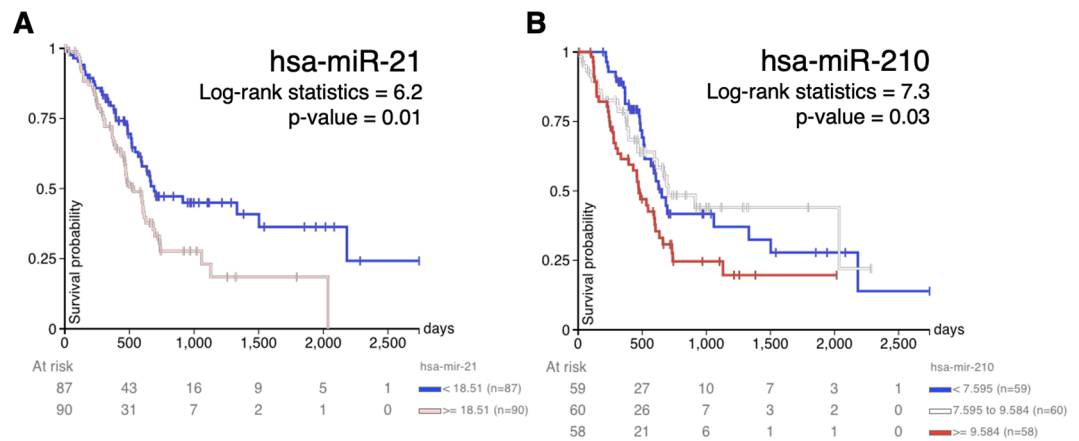 A
hsa-miR-21
Log-rank statistics = 6.2
p-value = 0.01
1
0.75
0.5
0.25
0
Survival probability
0 500 1,000 1,500 2,000 2,500 days
At risk hsa-mir-21
87 43 16 9 5 1 < 18.51 (n=87)
90 31 7 2 1 0 >= 18.51 (n=90)
B
hsa-miR-210
Log-rank statistics = 7.3
p-value = 0.03
1
0.75
0.5
0.25
0
Survival probability
0 500 1,000 1,500 2,000 2,500 days
At risk hsa-mir-210
59 27 10 7 3 1 < 7.595 (n=59)
60 26 7 3 2 0 7.595 to 9.584 (n=60)
58 21 6 1 1 0 >= 9.584 (n=58)